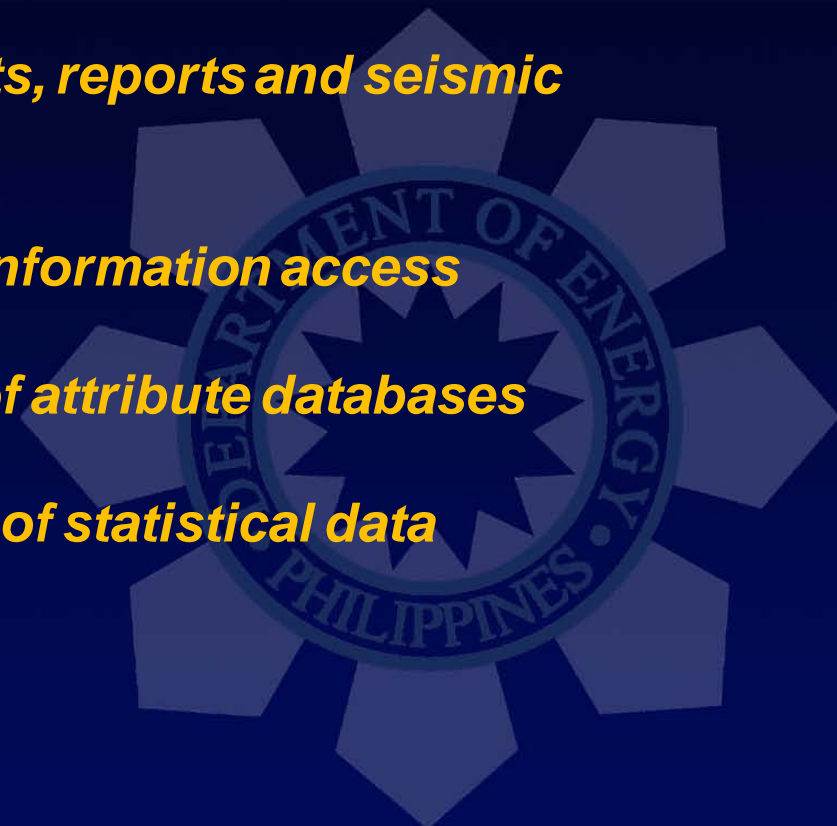 ts, reports and seismic
nformation access
f attribute databases
of statistical data
DEPARTMENT OF ENERGY
PHILIPPINES